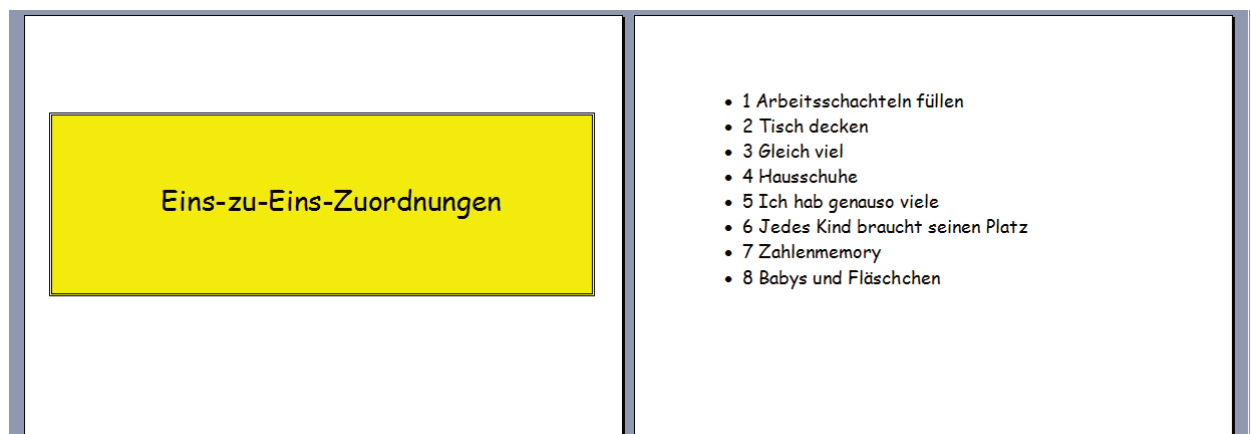 Eins-zu-Eins-Zuordnungen
• 1 Arbeitsschachteln füllen
• 2 Tisch decken
• 3 Gleich viel
• 4 Hausschuhe
• 5 Ich hab genauso viele
• 6 Jedes Kind braucht seinen Platz
• 7 Zahlenmemory
• 8 Babys und Fläschchen